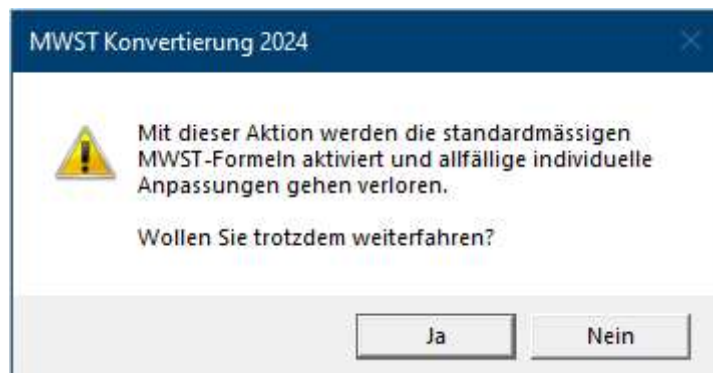 MWST Konvertierung 2024
Mit dieser Aktion werden die standardmässigen
MWST-Formeln aktiviert und allfällige individuelle
Anpassungen gehen verloren.
Wollen Sie trotzdem weiterfahren?
Ja
Nein